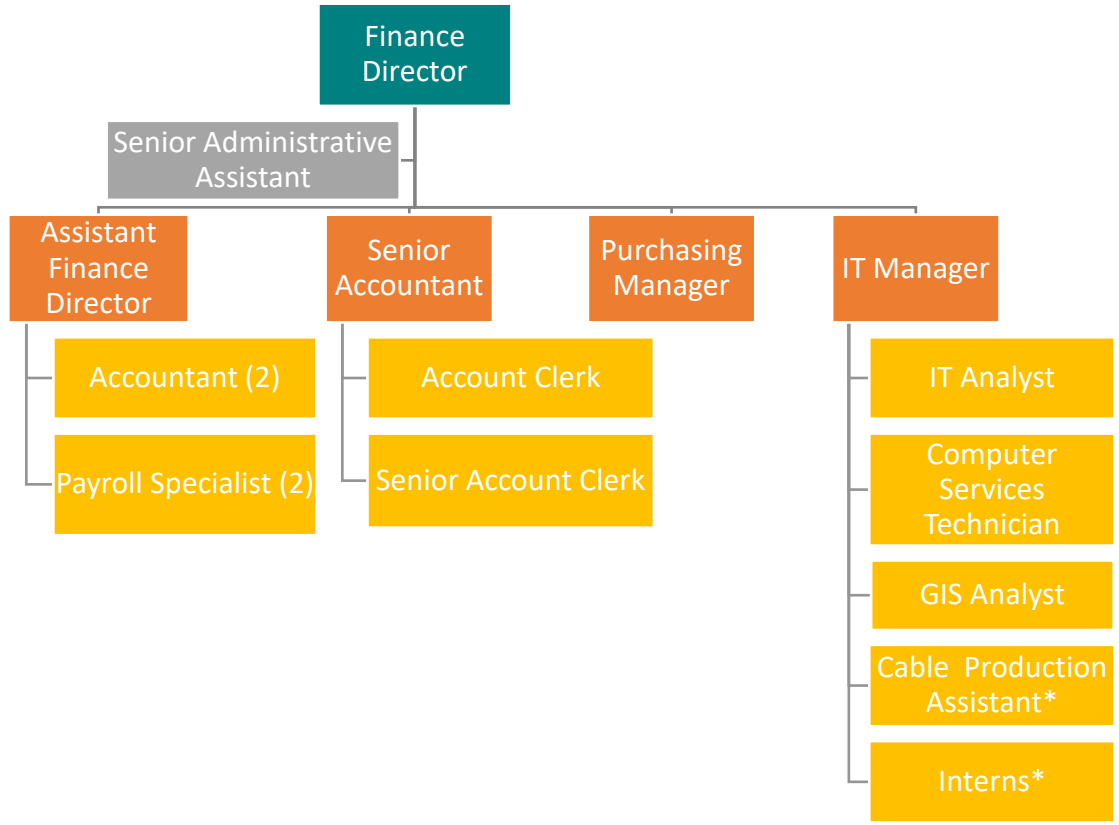 Finance
Director
Senior Administrative
Assistant
Assistant
Finance
Director
Senior
Accountant
Purchasing
Manager
IT Manager
Accountant (2)
Payroll Specialist (2)
Account Clerk
Senior Account Clerk
IT Analyst
Computer
Services
Technician
GIS Analyst
Cable  Production
Assistant*
Interns*